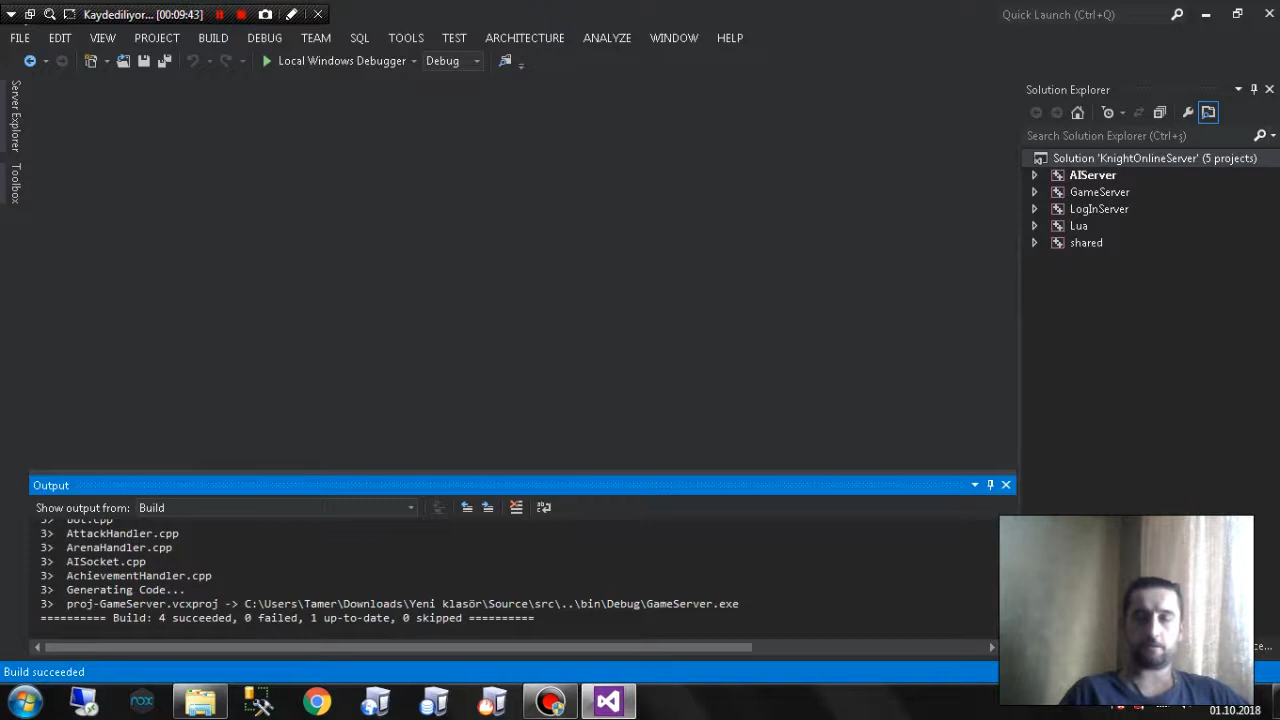 Kaydediliyor... [00:09:43]
Quick Launch (Ctrl+Q)
FILE EDIT VIEW PROJECT BUILD DEBUG TEAM SQL TOOLS TEST ARCHITECTURE ANALYZE WINDOW HELP
Local Windows Debugger Debug
Server Explorer
Toolbox
Solution Explorer
Search Solution Explorer (Ctrl+ş)
Solution 'KnightOnlineServer' (5 projects)
AIServer
GameServer
LogInServer
Lua
shared
Output
Show output from: Build
3> Bot.cpp
3> AttackHandler.cpp
3> ArenaHandler.cpp
3> AISocket.cpp
3> AchievementHandler.cpp
3> Generating Code...
3> proj-GameServer.vcxproj -> C:\Users\Tamer\Downloads\Yeni klasör\Source\src\..\bin\Debug\GameServer.exe
========== Build: 4 succeeded, 0 failed, 1 up-to-date, 0 skipped ==========
Build succeeded
nox
01.10.2018